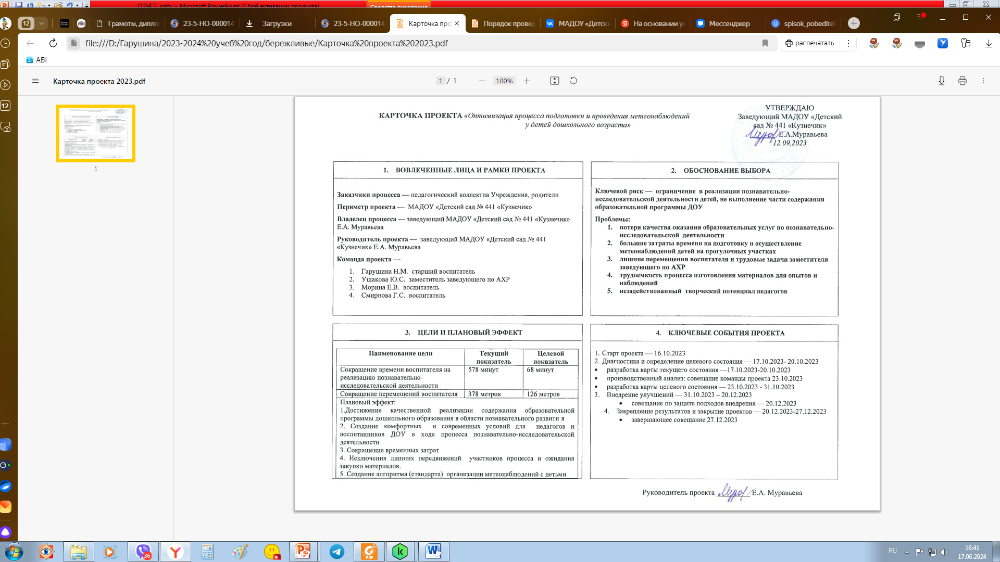 ОТЧЕТ. pptx - Microsoft PowerPoint (Сбой активации продукта)
Средства рисования
12
Грамоты, дипло
23-5-НО-000014
Загрузки
23-5-НО-000014
Карточка про
Порядок провед
МАДОУ «Детски
На основании ук
Мессенджер
spisok_pobedite
file:///D:/Гарушина/2023-2024%20учеб%20год/бережливые/Карточка%20проекта%202023.pdf
распечатать
ABI
Карточка проекта 2023.pdf
1 / 1
100%
12
1
КАРТОЧКА ПРОЕКТА «Оптимизация процесса подготовки и проведения метеонаблюдений
у детей дошкольного возраста»
УТВЕРЖДАЮ
Заведующий МАДОУ «Детский
сад № 441 «Кузнечик»
Е.А.Муравьева
12.09.2023
1. ВОВЛЕЧЕННЫЕ ЛИЦА И РАМКИ ПРОЕКТА
Заказчики процесса — педагогический коллектив Учреждения, родители
Периметр проекта — МАДОУ «Детский сад № 441 «Кузнечик»
Владелец процесса — заведующий МАДОУ «Детский сад № 441 «Кузнечик»
Е.А. Муравьева
Руководитель проекта — заведующий МАДОУ «Детский сад № 441
«Кузнечик» Е.А. Муравьева
Команда проекта —
1. Гарушина Н.М. старший воспитатель
2. Ушакова Ю.С. заместитель заведующего по АХР
3. Морина Е.В. воспитатель
4. Смирнова Г.С. воспитатель
2. ОБОСНОВАНИЕ ВЫБОРА
Ключевой риск — ограничение в реализации познавательно-
исследовательской деятельности детей, не выполнение части содержания
образовательной программы ДОУ
Проблемы:
1. потеря качества оказания образовательных услуг по познавательно-
исследовательской деятельности
2. большие затраты времени на подготовку и осуществление
метеонаблюдений детей на прогулочных участках
3. лишние перемещения воспитателя и трудовые задачи заместителя
заведующего по АХР
4. трудоемкость процесса изготовления материалов для опытов и
наблюдений
5. незадействованный творческий потенциал педагогов
3. ЦЕЛИ И ПЛАНОВЫЙ ЭФФЕКТ
Наименование цели Текущий Целевой
показатель показатель
Сокращение времени воспитателя на 578 минут 68 минут
реализацию познавательно-
исследовательской деятельности
Сокращение перемещений воспитателя 378 метров 126 метров
Плановый эффект:
1.Достижение качественной реализации содержания образовательной
программы дошкольного образования в области познавательного развити я
2. Создание комфортных и современных условий для педагогов и
воспитанников ДОУ в ходе процесса познавательно-исследовательской
деятельности
3. Сокращение временных затрат
4. Исключения лишних передвижений участников процесса и ожидания
закупки материалов.
5. Создание алгоритма (стандарта) организации метеонаблюдений с детьми
4. КЛЮЧЕВЫЕ СОБЫТИЯ ПРОЕКТА
1. Старт проекта — 16.10.2023
2. Диагностика и определение целевого состояния — 17.10.2023- 20.10.2023
• разработка карты текущего состояния —17.10.2023-20.10.2023
• производственный анализ: совещание команды проекта 23.10.2023
• разработка карты целевого состояния — 23.10.2023 - 31.10.2023
3. Внедрение улучшений — 31.10.2023 – 20.12.2023
• совещание по защите подходов внедрения — 20.12.2023
4. Закрепление результатов и закрытие проектов — 20.12.2023-27.12.2023
• завершающее совещание 27.12.2023
Руководитель проекта Е.А. Муравьева
36
RU
16:41
17.06.2024